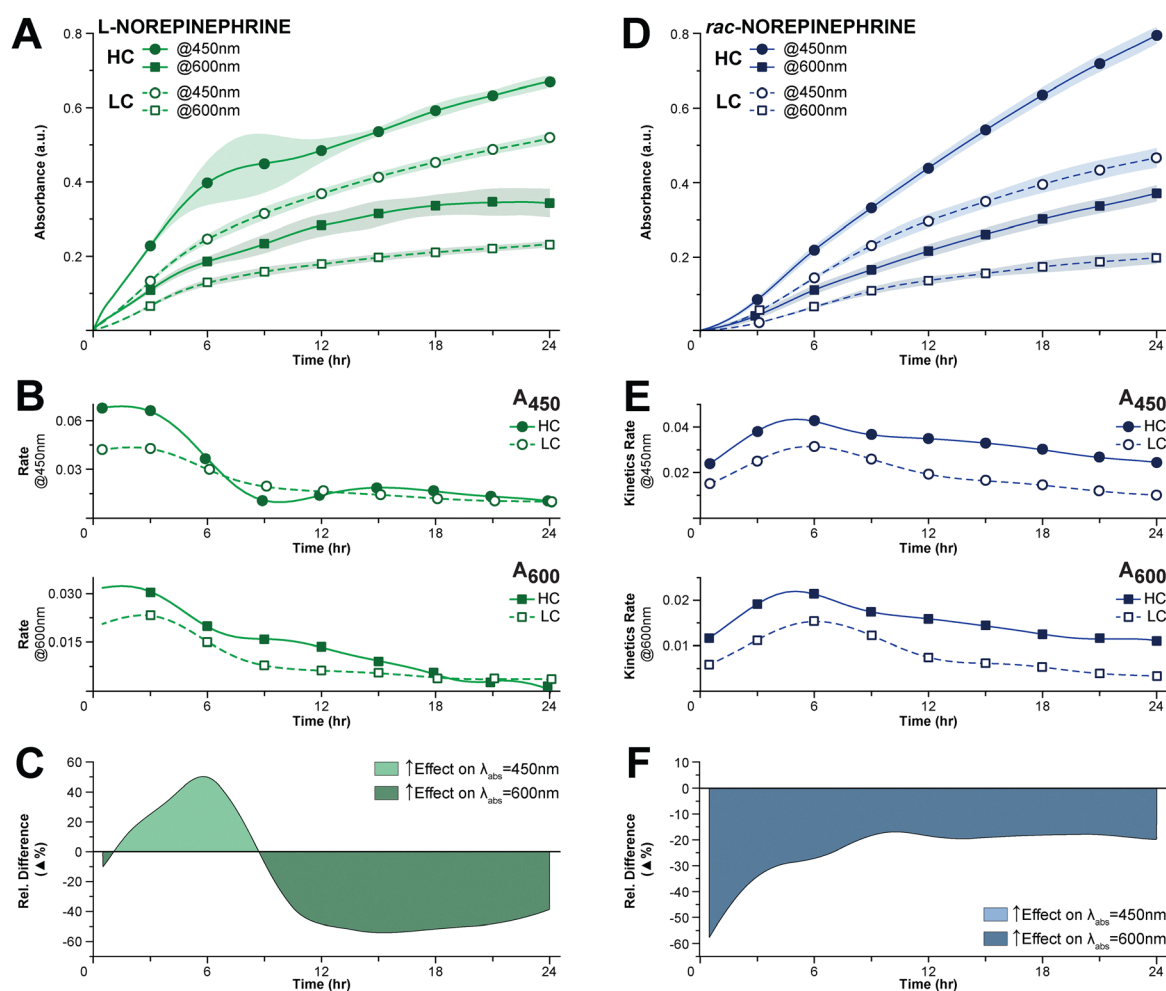 A
L-NOREPINEPHRINE
HC
@450nm
@600nm
LC
@450nm
@600nm
Absorbance (a.u.)
0.8
0.6
0.4
0.2
0
0
6
12
18
24
Time (hr)
D
rac-NOREPINEPHRINE
HC
@450nm
@600nm
LC
@450nm
@600nm
Absorbance (a.u.)
0.8
0.6
0.4
0.2
0
0
6
12
18
24
Time (hr)
B
A450
HC
LC
Rate
@450nm
0.06
0.03
0
6
12
18
24
Time (hr)
A600
HC
LC
Rate
@600nm
0.030
0.015
0
6
12
18
24
Time (hr)
E
A450
HC
LC
Kinetics Rate
@450nm
0.04
0.02
0
6
12
18
24
Time (hr)
A600
HC
LC
Kinetics Rate
@600nm
0.02
0.01
0
6
12
18
24
Time (hr)
C
↑Effect on λabs=450nm
↑Effect on λabs=600nm
Rel. Difference
(▲%)
60
40
20
0
-20
-40
-60
0
6
12
18
24
Time (hr)
F
↑Effect on λabs=450nm
↑Effect on λabs=600nm
Rel. Difference
(▲%)
10
0
-10
-20
-30
-40
-50
-60
0
6
12
18
24
Time (hr)